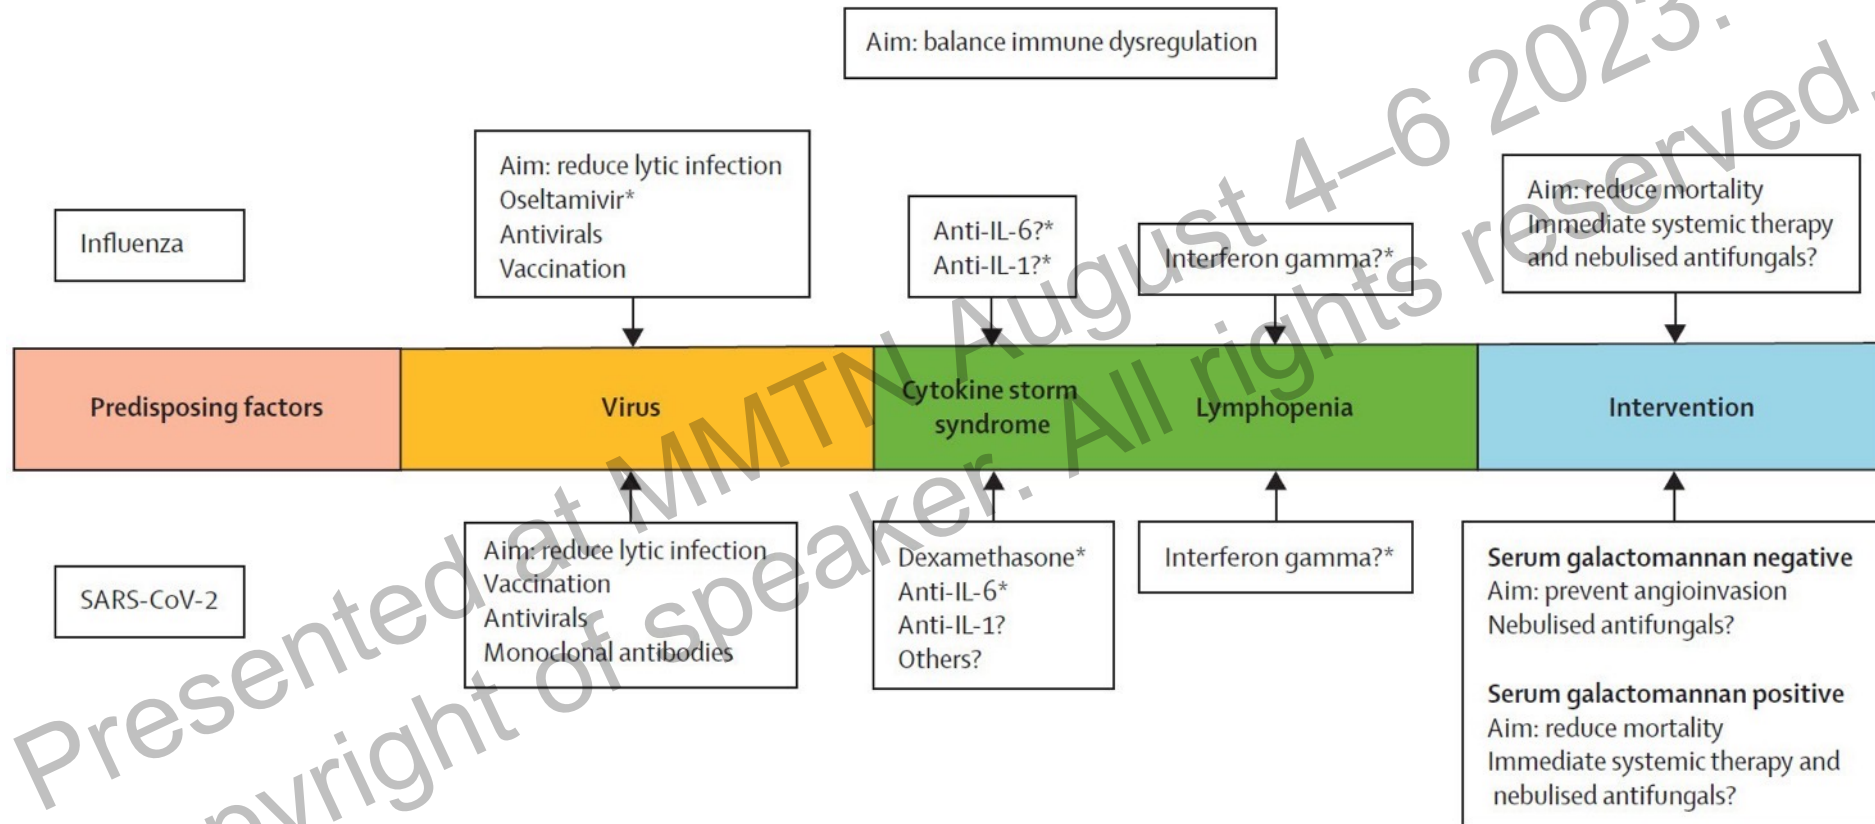 Aim: balance immune dysregulation
Influenza
Aim: reduce lytic infection
Oseltamivir*
Antivirals
Vaccination
Anti-IL-6?*
Anti-IL-1?*
Interferon gamma?*
Aim: reduce mortality
Immediate systemic therapy
and nebulised antifungals?
Predisposing factors
Virus
Cytokine storm
syndrome
Lymphopenia
Intervention
SARS-CoV-2
Aim: reduce lytic infection
Vaccination
Antivirals
Monoclonal antibodies
Dexamethasone*
Anti-IL-6*
Anti-IL-1?
Others?
Interferon gamma?*
Serum galactomannan negative
Aim: prevent angioinvasion
Nebulised antifungals?
Serum galactomannan positive
Aim: reduce mortality
Immediate systemic therapy and
nebulised antifungals?
Presented at MMTN August 4–6 2023.
pyright of speaker. All rights reserved.